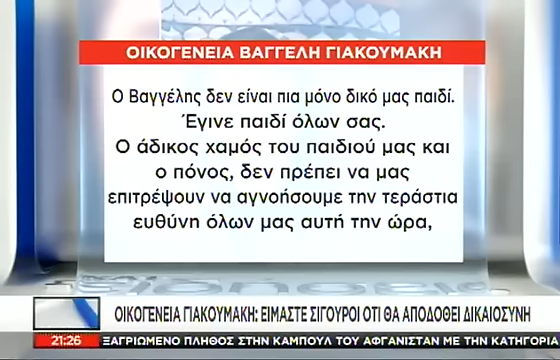 ΟΙΚΟΓΕΝΕΙΑ ΒΑΓΓΕΛΗ ΓΙΑΚΟΥΜΑΚΗ
Ο Βαγγέλης δεν είναι πια μόνο δικό μας παιδί.
Έγινε παιδί όλων σας.
Ο άδικος χαμός του παιδιού μας και
ο πόνος, δεν πρέπει να μας
επιτρέψουν να αγνοήσουμε την τεράστια
ευθύνη όλων μας αυτή την ώρα,
ΟΙΚΟΓΕΝΕΙΑ ΓΙΑΚΟΥΜΑΚΗ: ΕΙΜΑΣΤΕ ΣΙΓΟΥΡΟΙ ΟΤΙ ΘΑ ΑΠΟΔΟΘΕΙ ΔΙΚΑΙΟΣΥΝΗ
21:26 ΞΑΓΡΙΩΜΕΝΟ ΠΛΗΘΟΣ ΣΤΗΝ ΚΑΜΠΟΥΛ ΤΟΥ ΑΦΓΑΝΙΣΤΑΝ ΜΕ ΤΗΝ ΚΑΤΗΓΟΡΙ